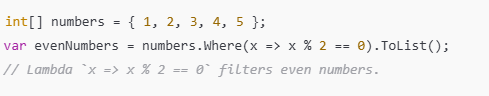 int[] numbers = { 1, 2, 3, 4, 5 };
var evenNumbers = numbers.Where(x => x % 2 == 0).ToList();
// Lambda `x => x % 2 == 0` filters even numbers.